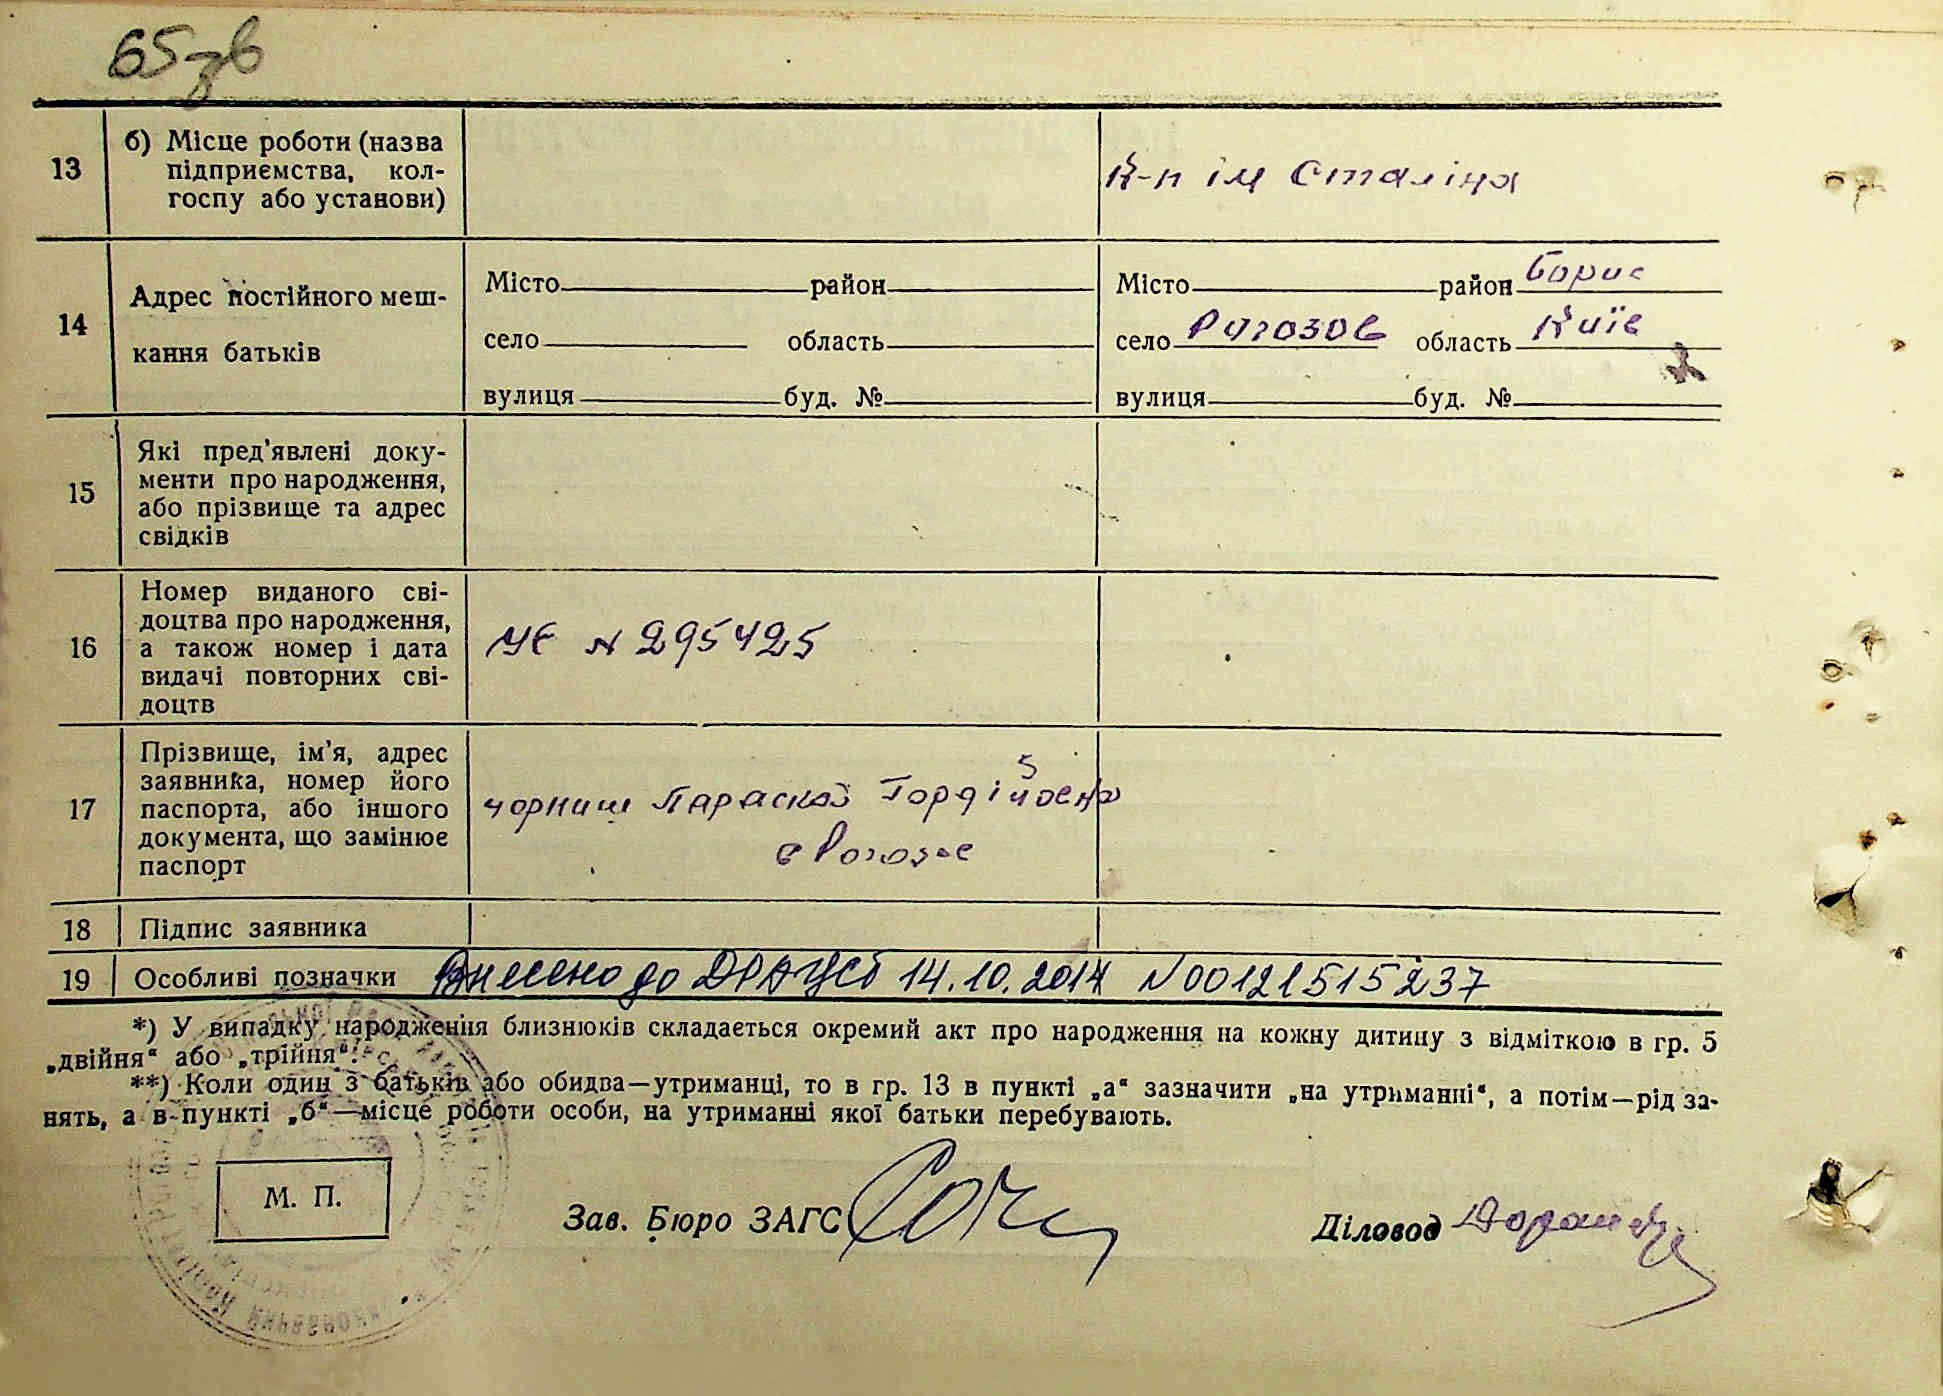 65зв
13
б) Місце роботи (назва
підприємства, кол-
госпу або установи)
к-п ім Сталіна
14
Адрес постійного меш-
кання батьків
Місто район
село область
вулиця буд. №
Місто район Борис
село Рогозов область Київ
вулиця буд. №
15
Які пред'явлені доку-
менти про народження,
або прізвище та адрес
свідків
16
Номер виданого сві-
доцтва про народження,
а також номер і дата
видачі повторних сві-
доцтв
УЄ N 295425
17
Прізвище, ім'я, адрес
заявника, номер його
паспорта, або іншого
документа, що замінює
паспорт
Чорниш Параска Гордіївена
с Рогозов
18
Підпис заявника
19
Особливі позначки Внесено до ДРАЦСГ 14.10.2014 N00121515237
*) У випадку народження близнюків складається окремий акт про народження на кожну дитину з відміткою в гр. 5
„двійня“ або „трійня“.
**) Коли один з батьків або обидва—утриманці, то в гр. 13 в пункті „а“ зазначити „на утриманні“, а потім—рід за-
нять, а в пункті „б“—місце роботи особи, на утриманні якої батьки перебувають.
М. П.
Зав. Бюро ЗАГС
Діловод